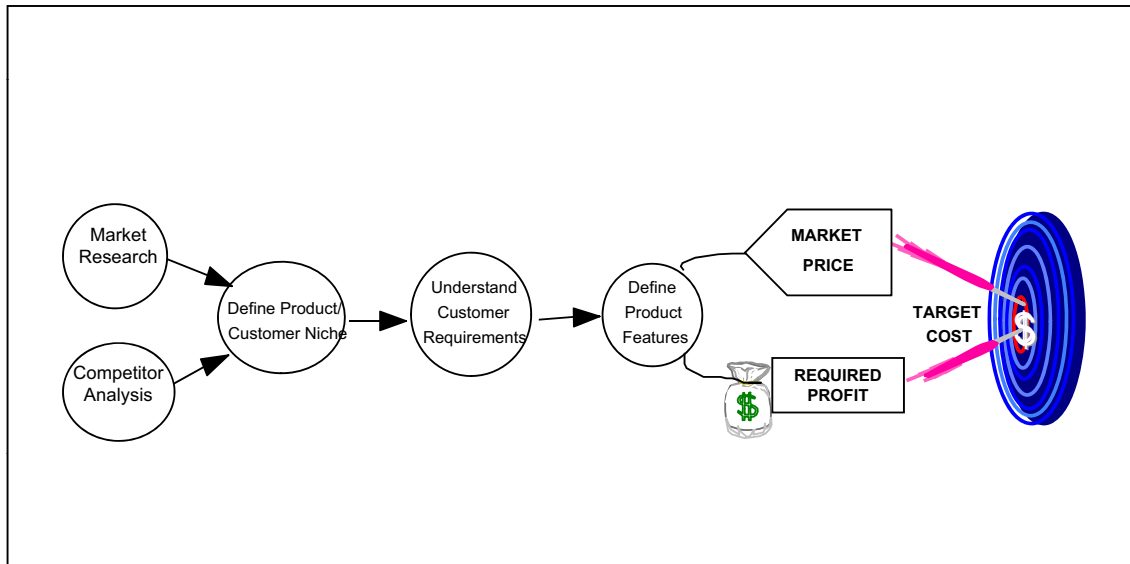 Market
Research
Competitor
Analysis
Define Product/
Customer Niche
Understand
Customer
Requirements
Define
Product
Features
MARKET
PRICE
$
REQUIRED
PROFIT
TARGET
COST
$